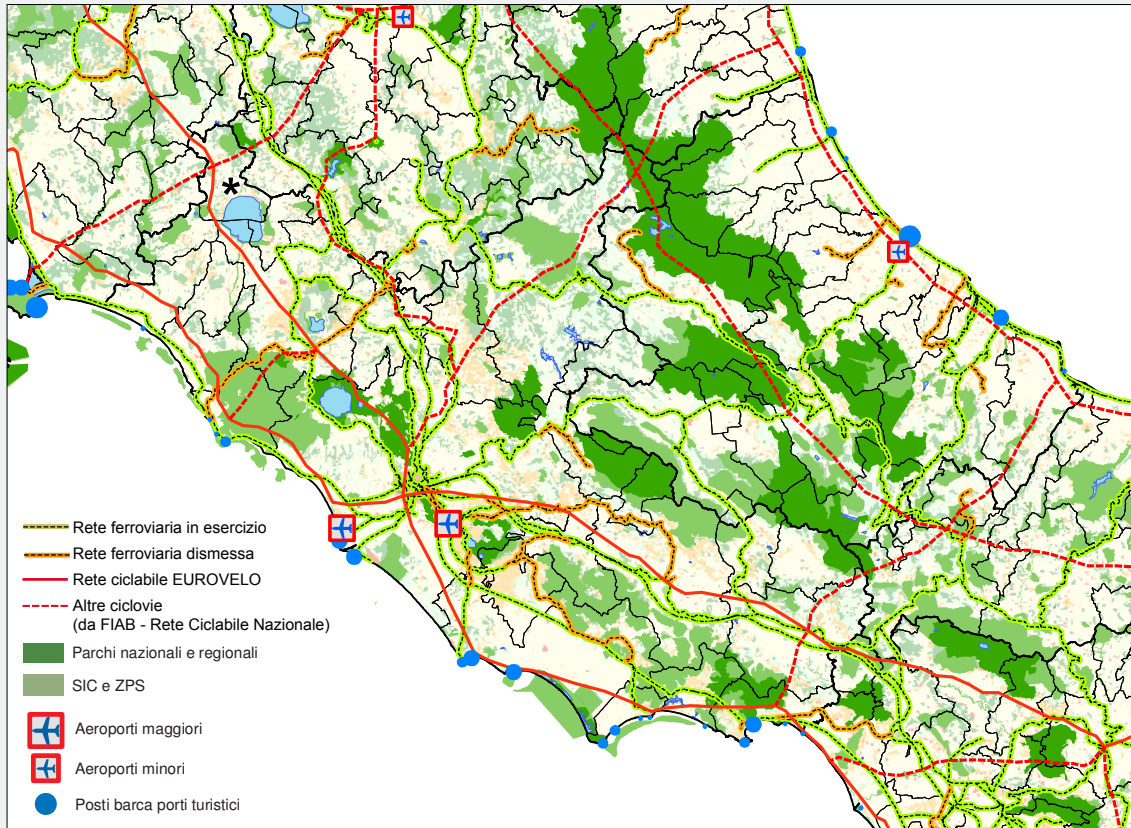 *
Rete ferroviaria in esercizio
Rete ferroviaria dismessa
Rete ciclabile EUROVELO
Altre ciclovie
(da FIAB - Rete Ciclabile Nazionale)
Parchi nazionali e regionali
SIC e ZPS
Aeroporti maggiori
Aeroporti minori
Posti barca porti turistici